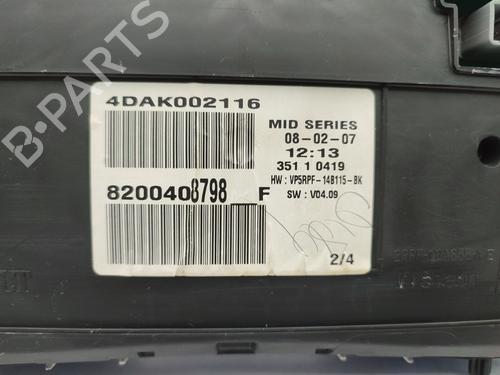 4DAK002116
MID SERIES
08-02-07
12:13
351 1 0419
HW : VP5RPF-14B115-BK
SW : V04.09
8200408798__F
2/4
B-PARTS